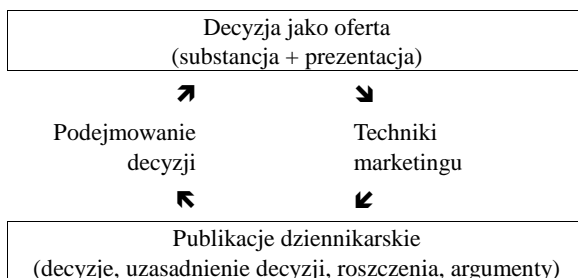 Decyzja jako oferta
(substancja + prezentacja)
Podejmowanie decyzji
Techniki marketingu
Publikacje dziennikarskie
(decyzje, uzasadnienie decyzji, roszczenia, argumenty)